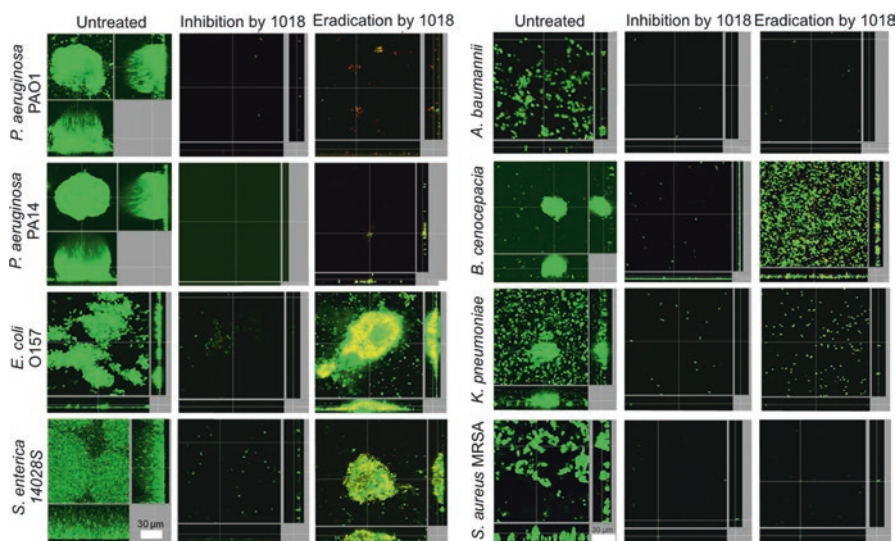 Untreated Inhibition by 1018 Eradication by 1018
P. aeruginosa
PAO1
P. aeruginosa
PA14
E. coli
O157
S. enterica
14028S
30 µm
Untreated Inhibition by 1018 Eradication by 1018
A. baumannii
B. cenocepacia
K. pneumoniae
S. aureus MRSA
30 µm